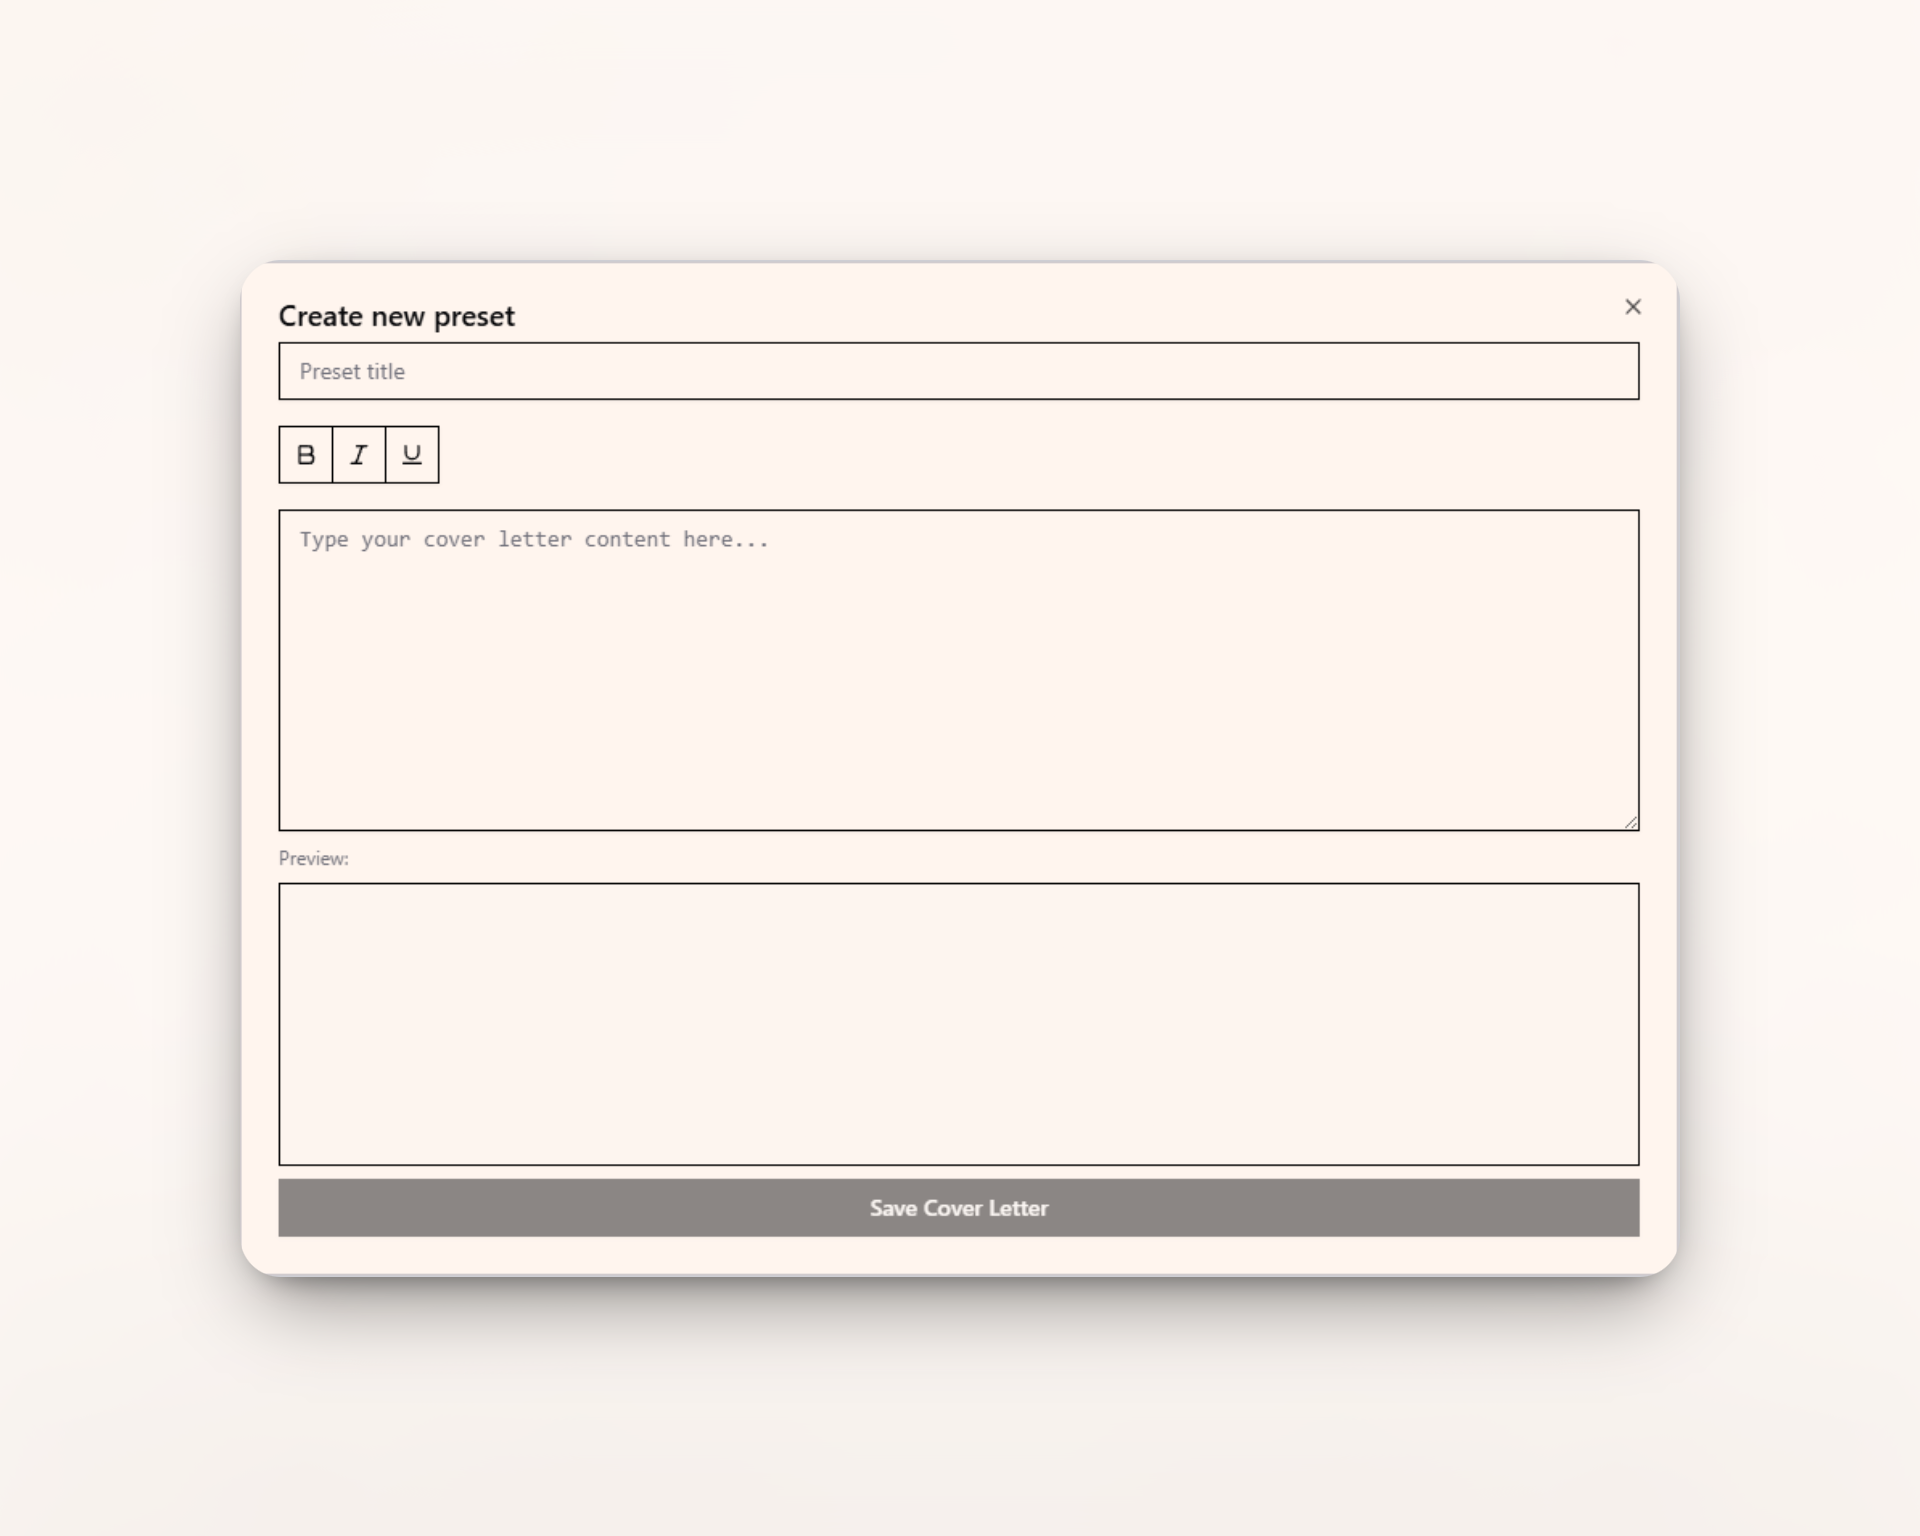 Create new preset
Preset title
B I U
Type your cover letter content here...
Preview:
Save Cover Letter